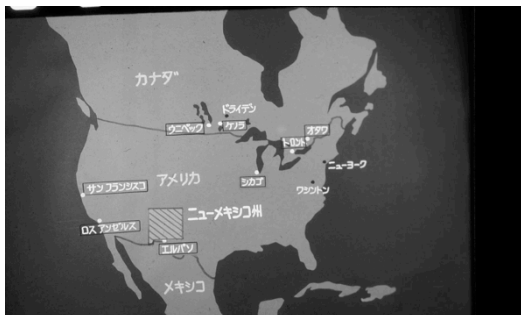 カナダ
ドライデン
ウニペック
ケノラ
オタワ
トロント
ニューヨーク
アメリカ
シカゴ
ワシントン
サンフランシスコ
ニューメキシコ州
ロスアンゼルス
エルパソ
メキシコ